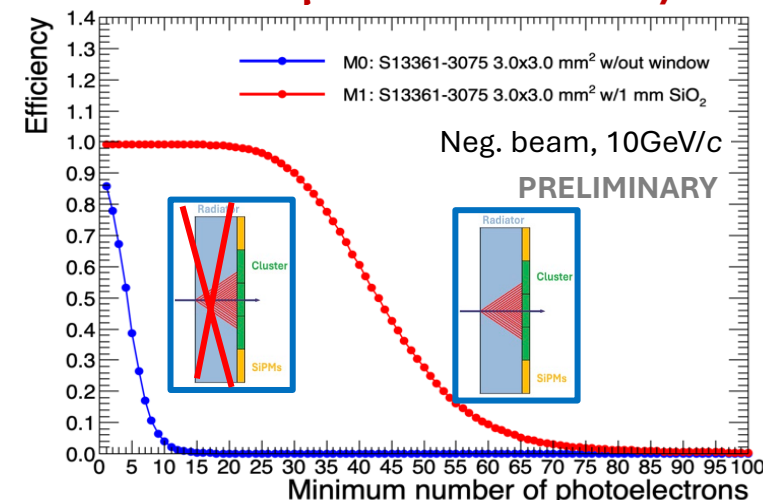 Efficiency
1.4
1.3
1.2
1.1
1.0
0.9
0.8
0.7
0.6
0.5
0.4
0.3
0.2
0.1
0.0
M0: S13361-3075 3.0x3.0 mm² w/out window
M1: S13361-3075 3.0x3.0 mm² w/1 mm SiO₂
Neg. beam, 10GeV/c
PRELIMINARY
Radiator
Cluster
SiPMs
Radiator
Cluster
SiPMs
0 5 10 15 20 25 30 35 40 45 50 55 60 65 70 75 80 85 90 95 100
Minimum number of photoelectrons